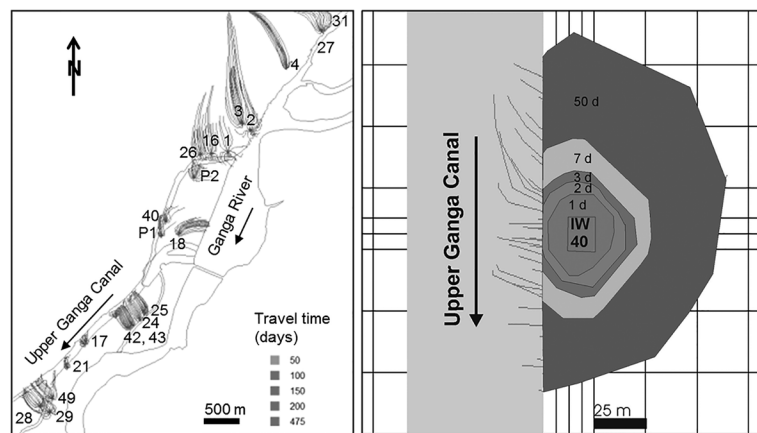 N
31
27
4
3
2
26 16 1
P2
40
P1
18
Ganga River
Upper Ganga Canal
25
24
42, 43
17
21
49
28
29
Travel time
(days)
50
100
150
200
475
500 m
Upper Ganga Canal
50 d
7 d
3 d
2 d
1 d
IW
40
25 m